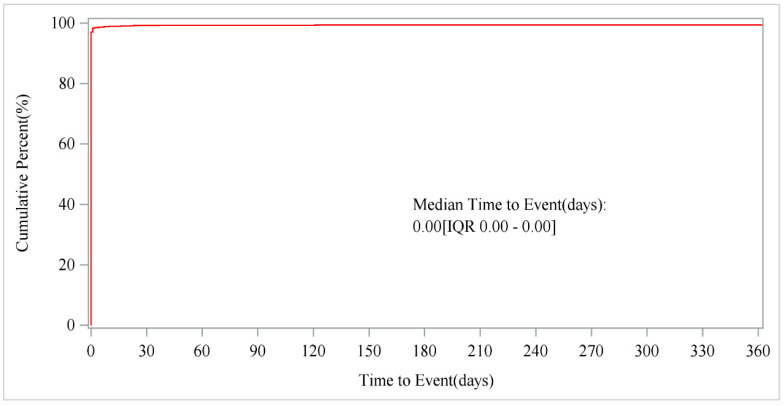 100
80
60
40
20
0
Cumulative Percent(%)
Median Time to Event(days):
0.00[IQR 0.00 - 0.00]
0 30 60 90 120 150 180 210 240 270 300 330 360
Time to Event(days)